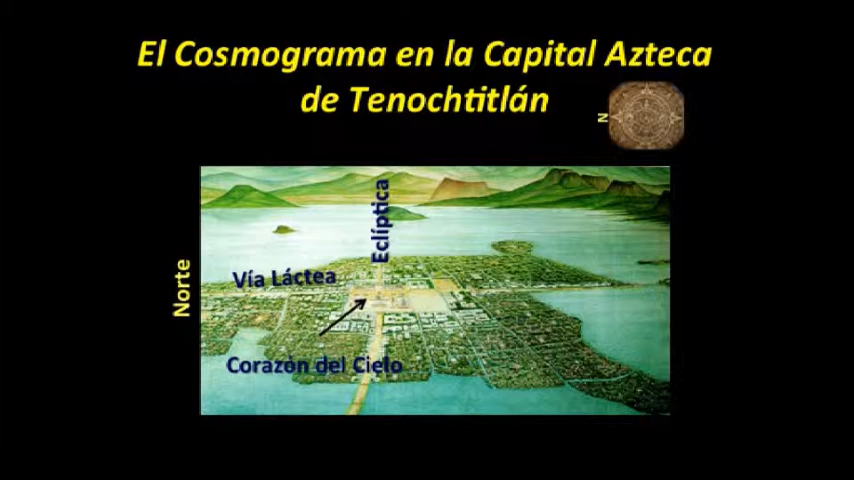 El Cosmograma en la Capital Azteca
de Tenochtitlán
N
Eclíptica
Vía Láctea
Norte
Corazón del Cielo